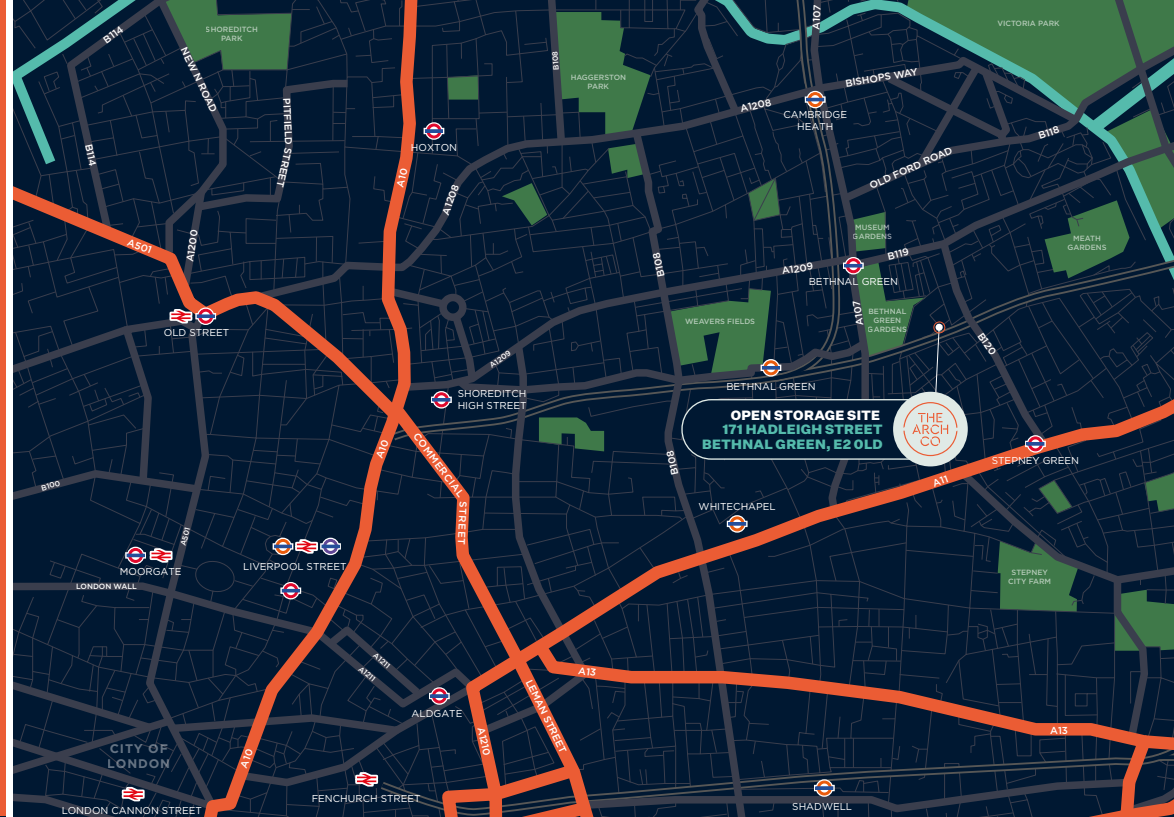 SHOREDITCH
PARK
VICTORIA PARK
A107
B114
NEW N ROAD
B108
HAGGERSTON
PARK
BISHOPS WAY
A1208
CAMBRIDGE
HEATH
PITFIELD STREET
HOXTON
B118
B114
OLD FORD ROAD
A10
A1208
MUSEUM
GARDENS
MEATH
GARDENS
A501
A1200
B108
A1209
B119
BETHNAL GREEN
OLD STREET
WEAVERS FIELDS
A107
BETHNAL
GREEN
GARDENS
B120
A1209
BETHNAL GREEN
SHOREDITCH
HIGH STREET
OPEN STORAGE SITE
171 HADLEIGH STREET
BETHNAL GREEN, E2 0LD
THE
ARCH
CO
A10
COMMERCIAL STREET
B108
STEPNEY GREEN
A11
B100
WHITECHAPEL
A501
MOORGATE
LIVERPOOL STREET
LONDON WALL
STEPNEY
CITY FARM
A1211
A1211
A13
LEMAN STREET
ALDGATE
A1210
A13
CITY OF
LONDON
A10
FENCHURCH STREET
LONDON CANNON STREET
SHADWELL